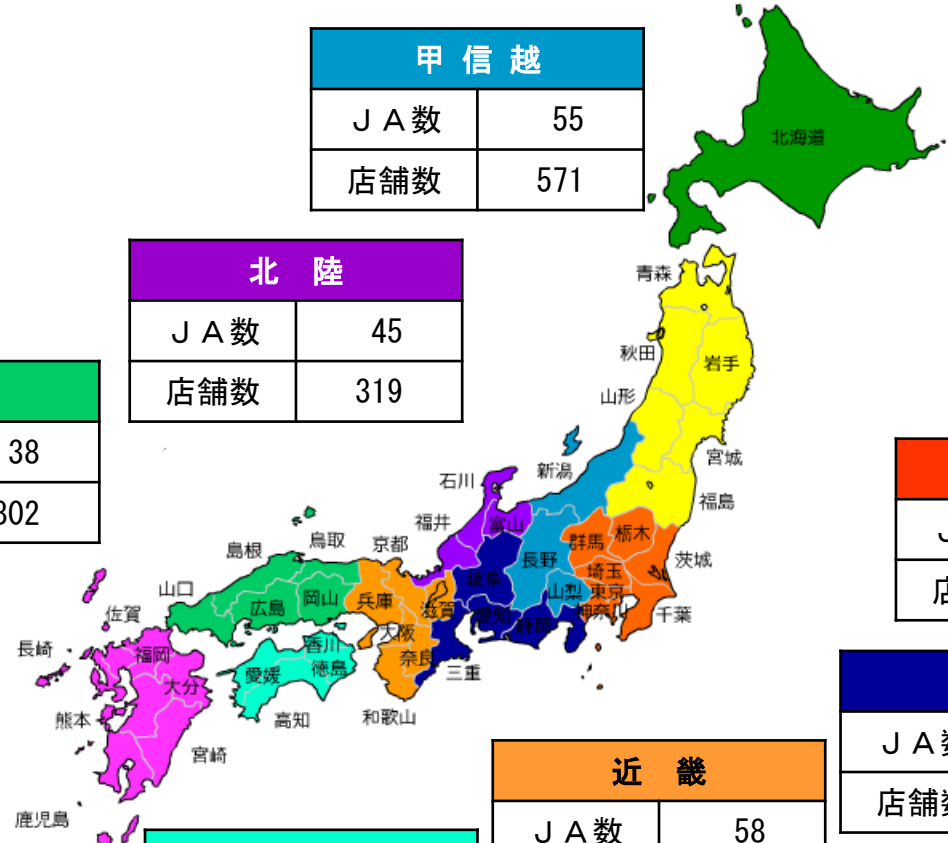 甲 信 越
ＪＡ数 55
店舗数 571
北海道
北 陸
ＪＡ数 45
店舗数 319
38
302
青森
秋田
岩手
山形
宮城
新潟
福島
石川
福井
富山
群馬
栃木
茨城
長野
埼玉
山梨
東京
神奈川
千葉
島根
鳥取
京都
岐阜
山口
広島
岡山
兵庫
滋賀
愛知
静岡
佐賀
大阪
香川
長崎
福岡
奈良
徳島
愛媛
三重
大分
熊本
高知
和歌山
宮崎
鹿児島
近 畿
ＪＡ数 58
ＪＡ数
店舗数